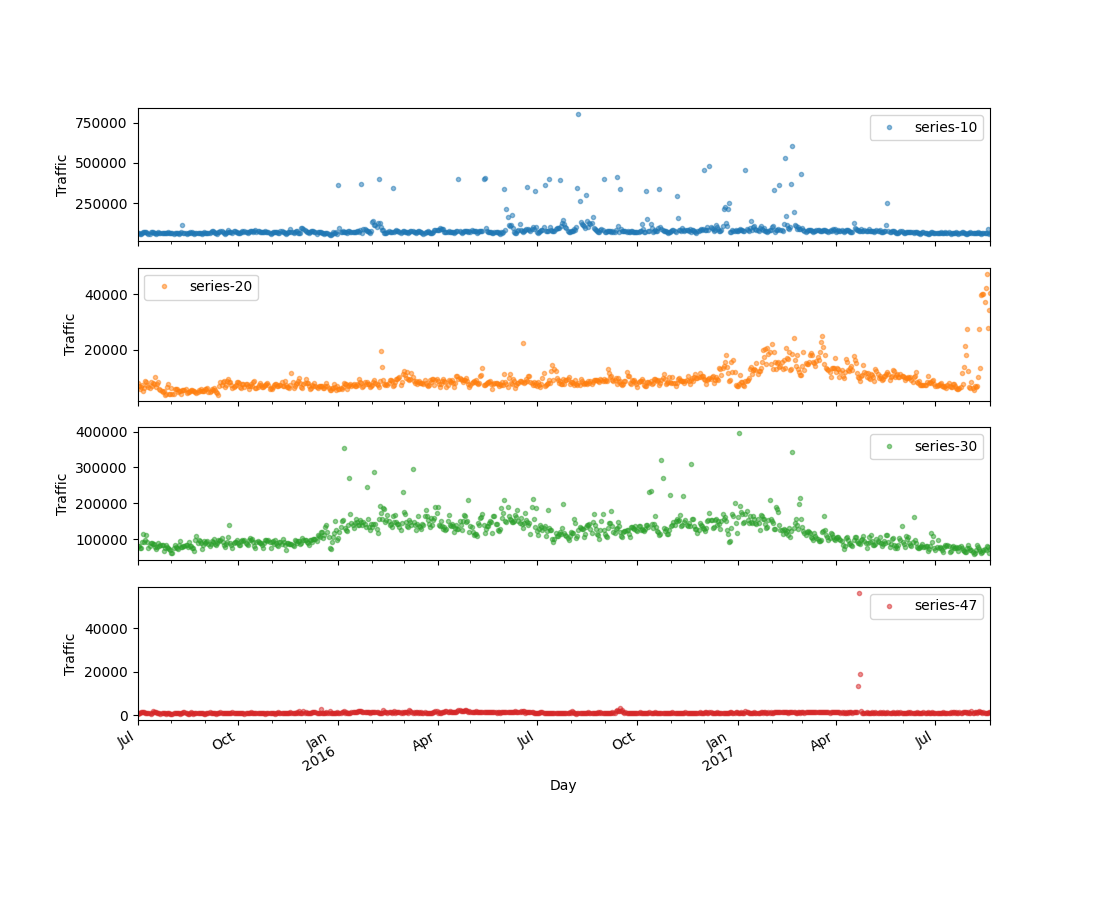 750000
500000
250000
Traffic
series-10
40000
20000
Traffic
series-20
400000
300000
200000
100000
Traffic
series-30
40000
20000
0
Traffic
series-47
Jul
Oct
Jan
2016
Apr
Jul
Oct
Jan
2017
Apr
Jul
Day